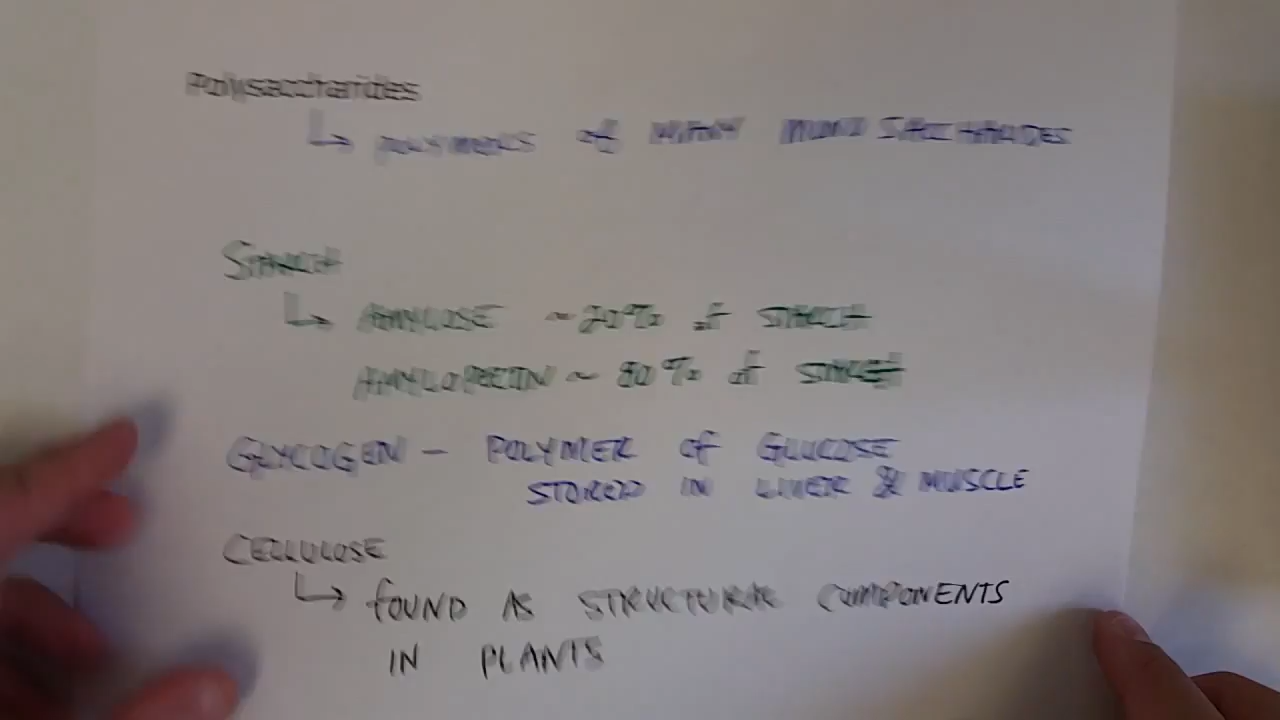 Polysaccharides
↳ POLYMERS of MANY MONOSACCHARIDES
STARCH
↳ AMYLOSE ~20% of STARCH
AMYLOPECTIN ~ 80% of STARCH
GLYCOGEN – POLYMER of GLUCOSE
STORED IN LIVER & MUSCLE
CELLULOSE
↳ FOUND AS STRUCTURAL COMPONENTS
IN PLANTS